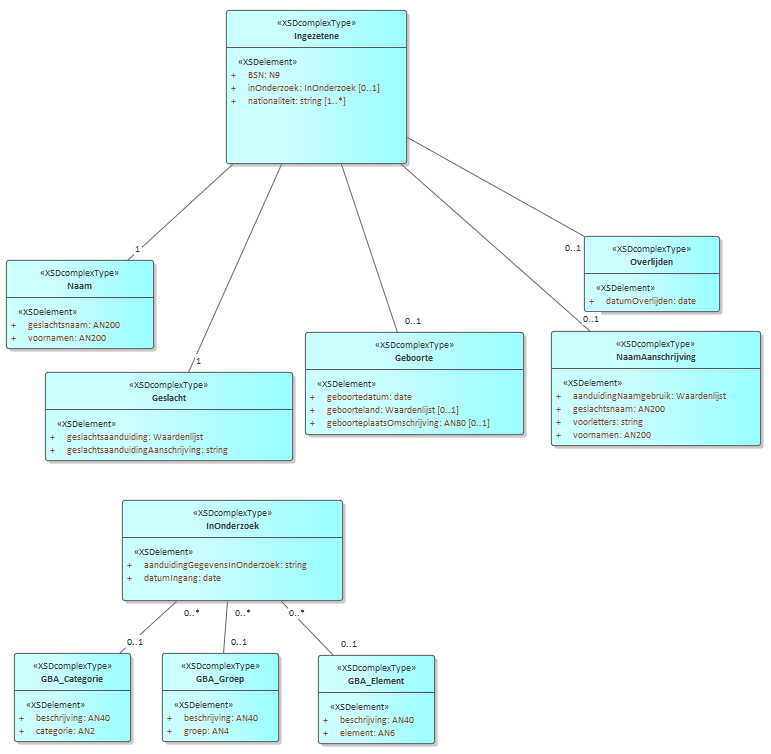 «XSDcomplexType»
Ingezetene
«XSDelement»
+ BSN: N9
+ inOnderzoek: InOnderzoek [0..1]
+ nationaliteit: string [1..*]
1
0..1
«XSDcomplexType»
Naam
«XSDelement»
+ geslachtsnaam: AN200
+ voornamen: AN200
«XSDcomplexType»
Overlijden
«XSDelement»
+ datumOverlijden: date
0..1
0..1
1
«XSDcomplexType»
Geslacht
«XSDelement»
+ geslachtsaanduiding: Waardenlijst
+ geslachtsaanduidingAanschrijving: string
«XSDcomplexType»
Geboorte
«XSDelement»
+ geboortedatum: date
+ geboorteland: Waardenlijst [0..1]
+ geboorteplaatsOmschrijving: AN80 [0..1]
«XSDcomplexType»
NaamAanschrijving
«XSDelement»
+ aanduidingNaamgebruik: Waardenlijst
+ geslachtsnaam: AN200
+ voorletters: string
+ voornamen: AN200
«XSDcomplexType»
InOnderzoek
«XSDelement»
+ aanduidingGegevensInOnderzoek: string
+ datumIngang: date
0..* 0..* 0..*
0..1 0..1 0..1
«XSDcomplexType»
GBA_Categorie
«XSDelement»
+ beschrijving: AN40
+ categorie: AN2
«XSDcomplexType»
GBA_Groep
«XSDelement»
+ beschrijving: AN40
+ groep: AN4
«XSDcomplexType»
GBA_Element
«XSDelement»
+ beschrijving: AN40
+ element: AN6